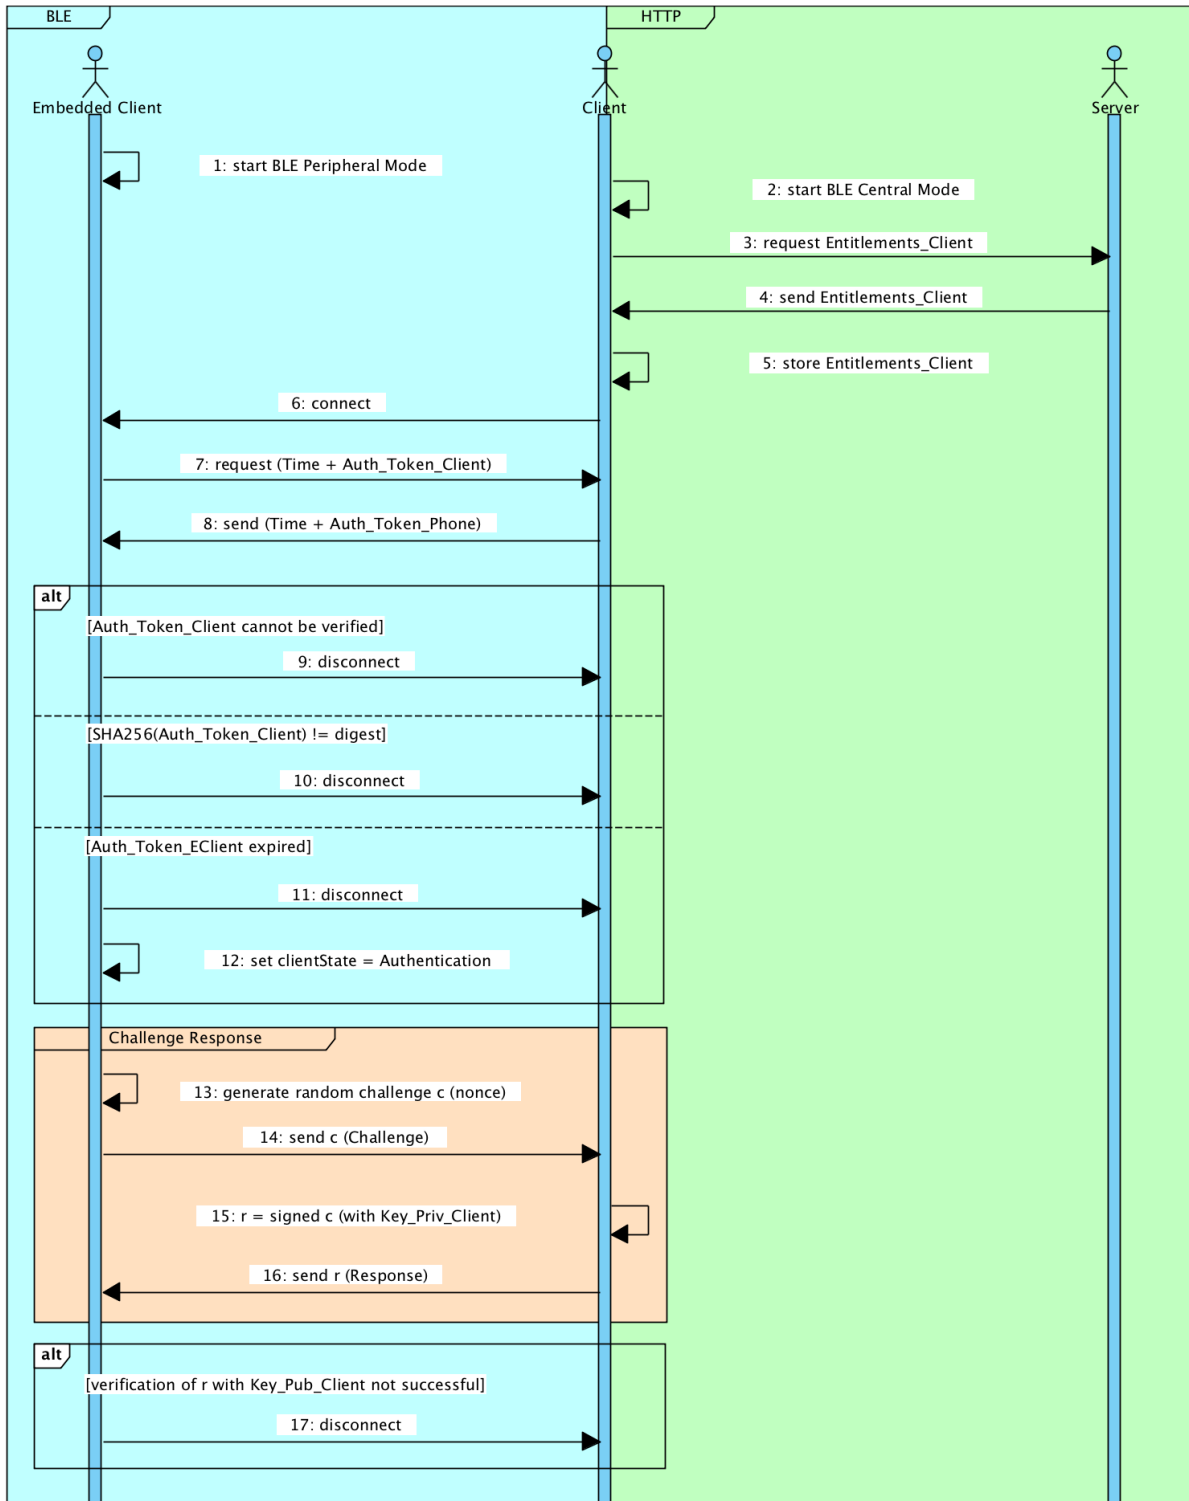 BLE
HTTP
Embedded Client
Client
Server
1: start BLE Peripheral Mode
2: start BLE Central Mode
3: request Entitlements_Client
4: send Entitlements_Client
5: store Entitlements_Client
6: connect
7: request (Time + Auth_Token_Client)
8: send (Time + Auth_Token_Phone)
alt
[Auth_Token_Client cannot be verified]
9: disconnect
[SHA256(Auth_Token_Client) != digest]
10: disconnect
[Auth_Token_EClient expired]
11: disconnect
12: set clientState = Authentication
Challenge Response
13: generate random challenge c (nonce)
14: send c (Challenge)
15: r = signed c (with Key_Priv_Client)
16: send r (Response)
alt
[verification of r with Key_Pub_Client not successful]
17: disconnect